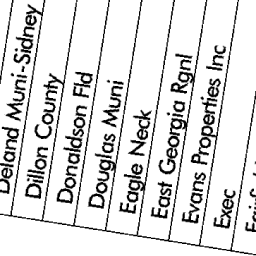 Deland Muni-Sidney
Dillon County
Donaldson Fld
Douglas Muni
Eagle Neck
East Georgia Rgnl
Evans Properties Inc
Exec